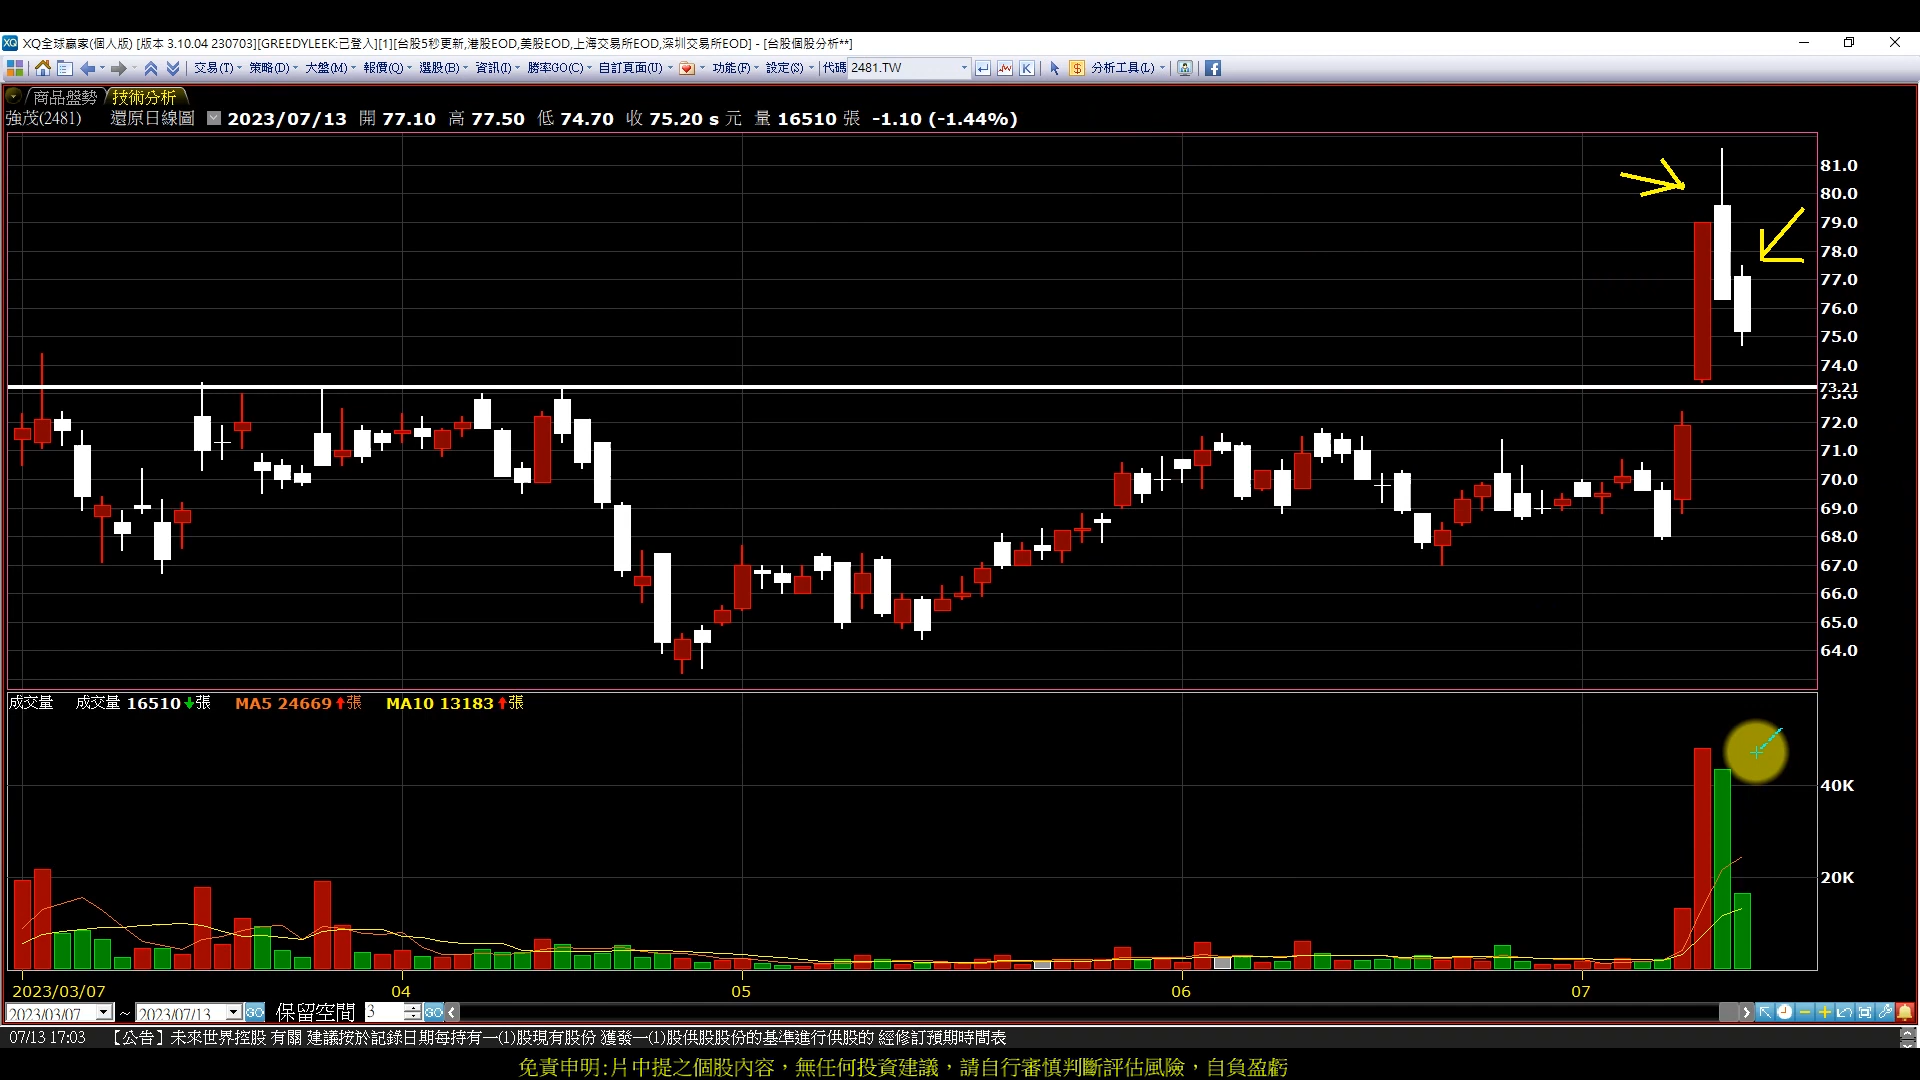 XQ全球贏家(個人版) [版本 3.10.04 230703][GREEDYLEEK:已登入][1][台股5秒更新,港股EOD,美股EOD,上海交易所EOD,深圳交易所EOD] - [台股個股分析**]
交易(T) 策略(D) 大盤(M) 報價(Q) 選股(B) 資訊(I) 勝率GO(C) 自訂頁面(U) 功能(F) 設定(S) 代碼 2481.TW K $ 分析工具(L)
商品盤勢 技術分析
強茂(2481) 還原日線圖 2023/07/13 開 77.10 高 77.50 低 74.70 收 75.20 s 元 量 16510 張 -1.10 (-1.44%)
81.0
80.0
79.0
78.0
77.0
76.0
75.0
74.0
73.21
73.0
72.0
71.0
70.0
69.0
68.0
67.0
66.0
65.0
64.0
成交量 成交量 16510 張 MA5 24669 張 MA10 13183 張
40K
20K
2023/03/07 04 05 06 07
2023/03/07 ~ 2023/07/13 GO 保留空間 3 GO
07/13 17:03 【公告】未來世界控股 有關 建議按於記錄日期每持有一(1)股現有股份 獲發一(1)股供股股份的基準進行供股的 經修訂預期時間表
免責申明:片中提之個股內容，無任何投資建議，請自行審慎判斷評估風險，自負盈虧